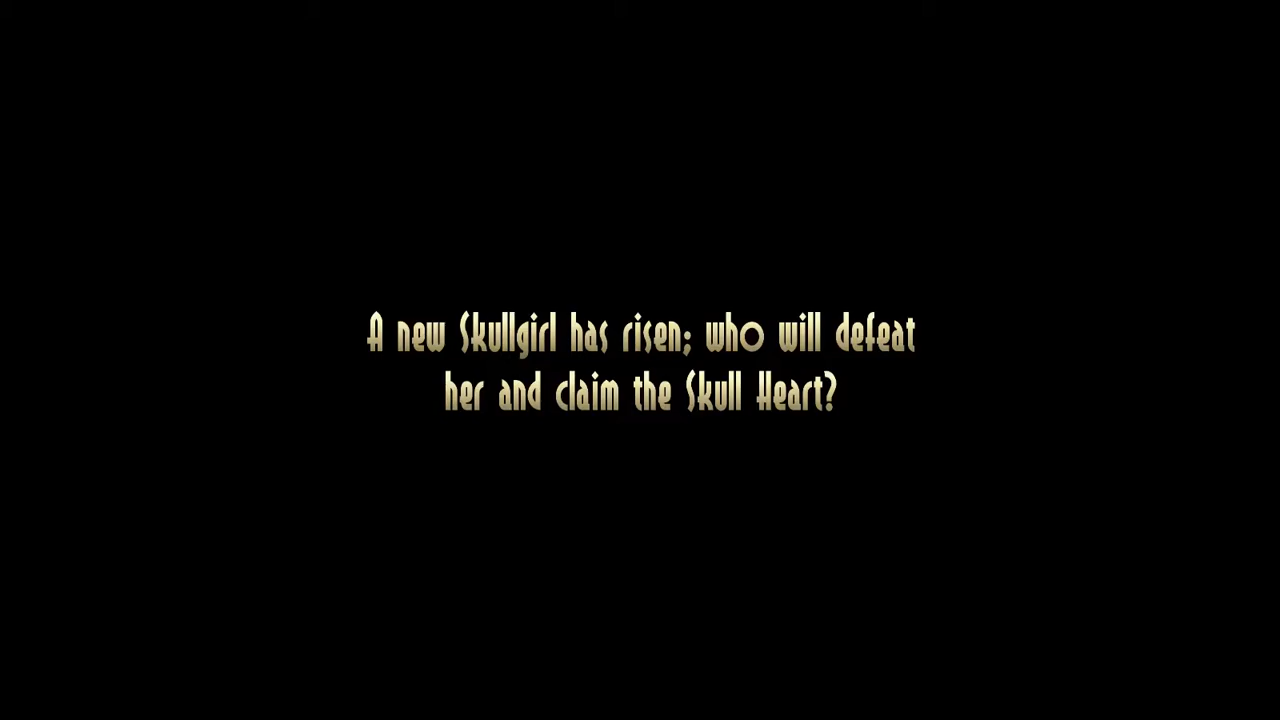 A new Skullgirl has risen; who will defeat
her and claim the Skull Heart?